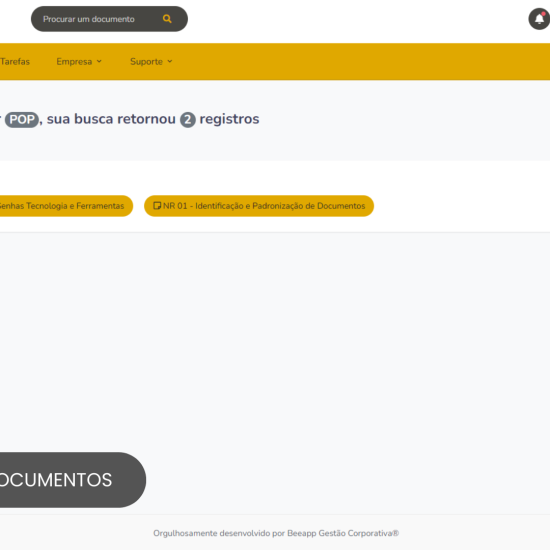 Procurar um documento
Tarefas Empresa Suporte
POP, sua busca retornou 2 registros
Senhas Tecnologia e Ferramentas NR 01 - Identificação e Padronização de Documentos
OCUMENTOS
Orgulhosamente desenvolvido por Beeapp Gestão Corporativa®